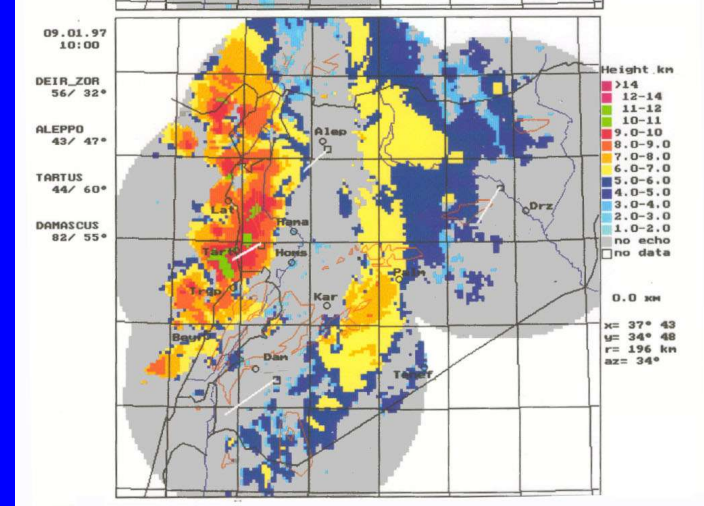 09.01.97
10:00
DEIR_ZOR
56/ 32°
ALEPPO
43/ 47°
TARTUS
44/ 60°
DAMASCUS
82/ 55°
Alep
Lat
Hama
Tart
Homs
Trip
Kar
Palm
Drz
Dam
Height km
>14
12-14
11-12
10-11
9.0-10
8.0-9.0
7.0-8.0
6.0-7.0
5.0-6.0
4.0-5.0
3.0-4.0
2.0-3.0
1.0-2.0
no echo
no data
0.0 км
x= 37° 43
y= 34° 48
r= 196 km
az= 34°